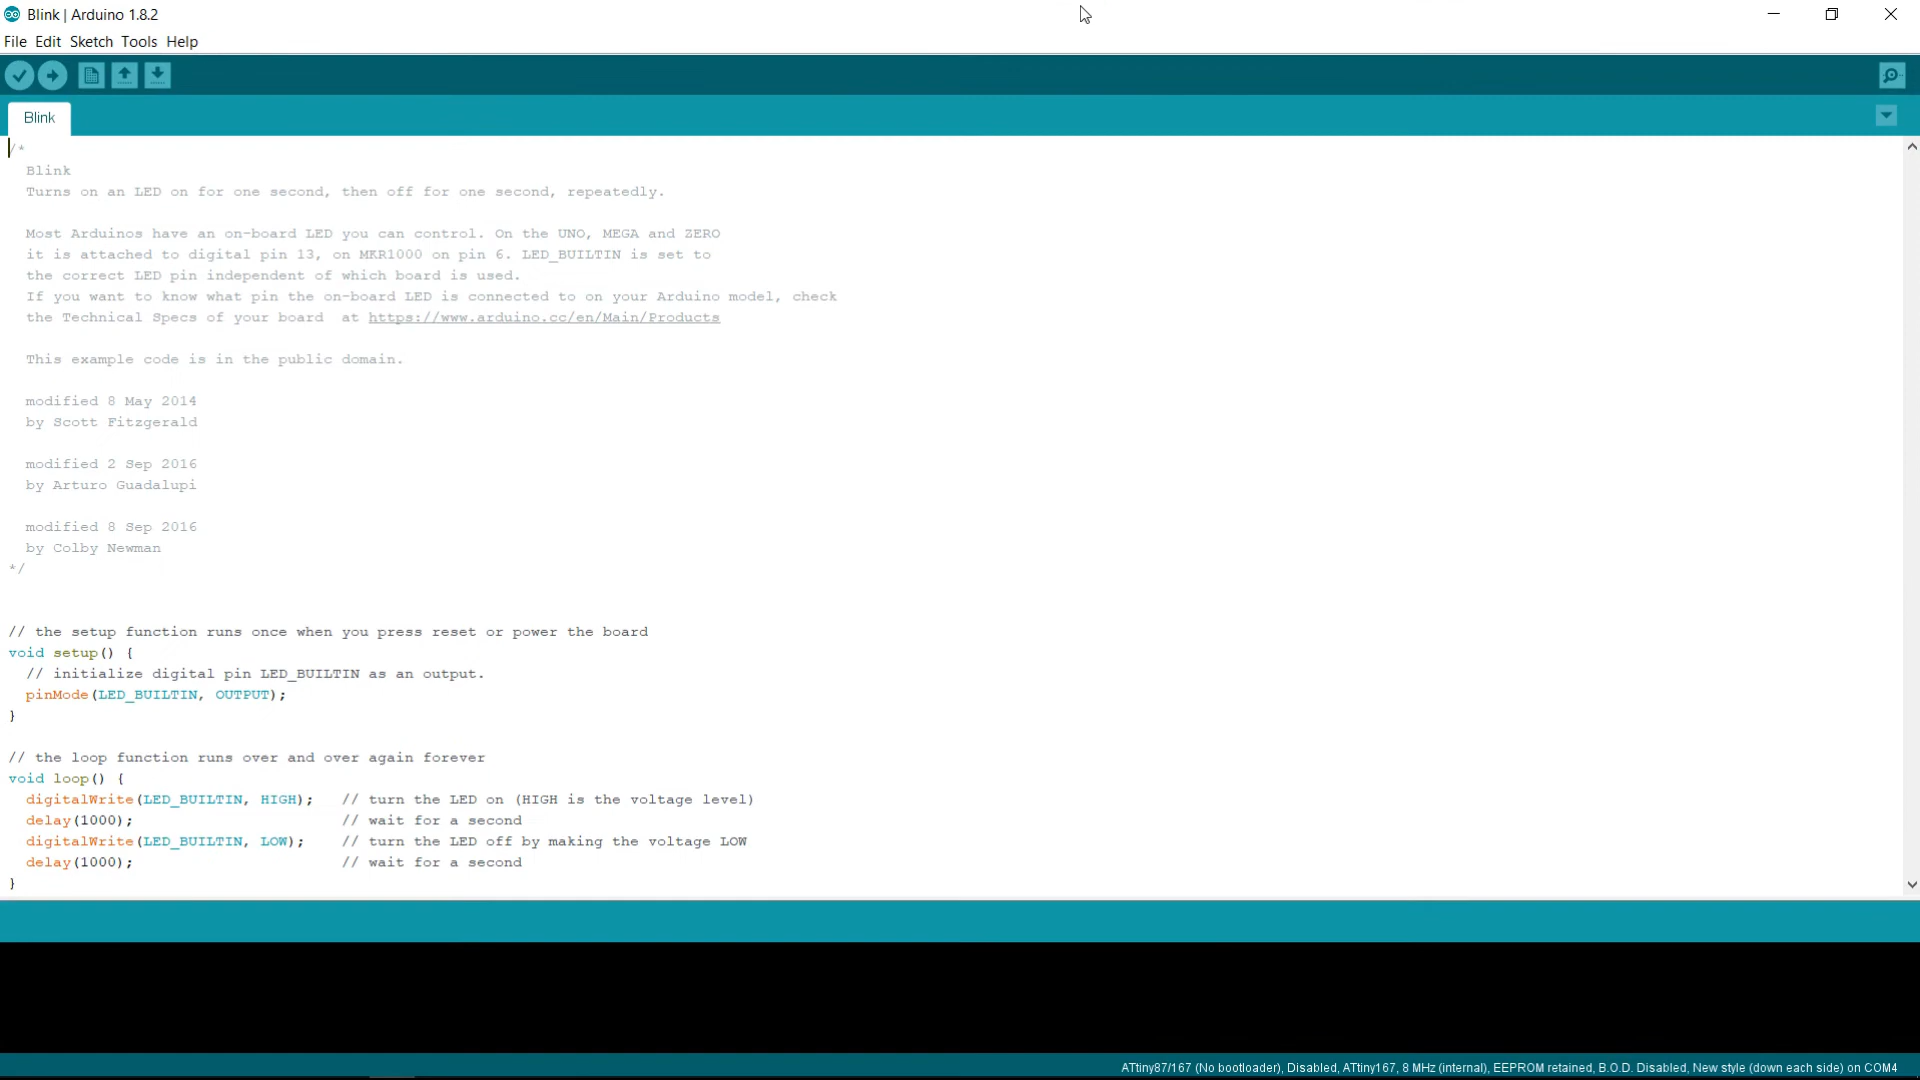 Blink | Arduino 1.8.2
File Edit Sketch Tools Help
Blink
/*
  Blink
  Turns on an LED on for one second, then off for one second, repeatedly.

  Most Arduinos have an on-board LED you can control. On the UNO, MEGA and ZERO
  it is attached to digital pin 13, on MKR1000 on pin 6. LED_BUILTIN is set to
  the correct LED pin independent of which board is used.
  If you want to know what pin the on-board LED is connected to on your Arduino model, check
  the Technical Specs of your board  at https://www.arduino.cc/en/Main/Products

  This example code is in the public domain.

  modified 8 May 2014
  by Scott Fitzgerald

  modified 2 Sep 2016
  by Arturo Guadalupi

  modified 8 Sep 2016
  by Colby Newman
*/

// the setup function runs once when you press reset or power the board
void setup() {
  // initialize digital pin LED_BUILTIN as an output.
  pinMode(LED_BUILTIN, OUTPUT);
}

// the loop function runs over and over again forever
void loop() {
  digitalWrite(LED_BUILTIN, HIGH);   // turn the LED on (HIGH is the voltage level)
  delay(1000);                       // wait for a second
  digitalWrite(LED_BUILTIN, LOW);    // turn the LED off by making the voltage LOW
  delay(1000);                       // wait for a second
}
ATtiny87/167 (No bootloader), Disabled, ATtiny167, 8 MHz (internal), EEPROM retained, B.O.D. Disabled, New style (down each side) on COM4